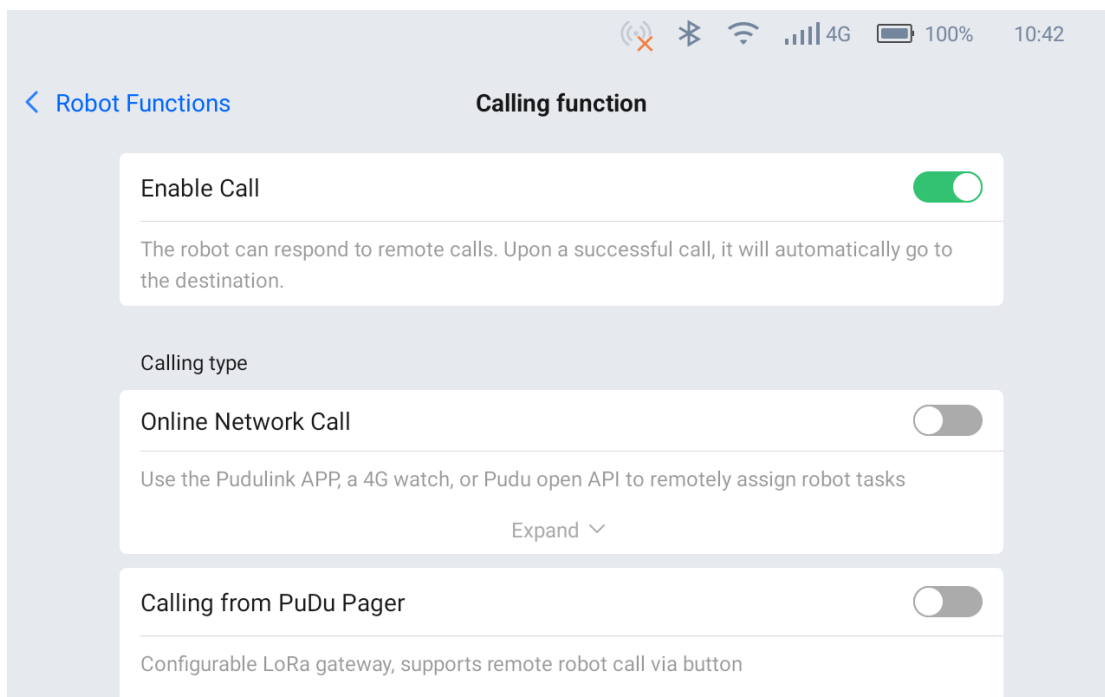 4G 100% 10:42
Robot Functions
Calling function
Enable Call
The robot can respond to remote calls. Upon a successful call, it will automatically go to
the destination.
Calling type
Online Network Call
Use the Pudulink APP, a 4G watch, or Pudu open API to remotely assign robot tasks
Expand
Calling from PuDu Pager
Configurable LoRa gateway, supports remote robot call via button